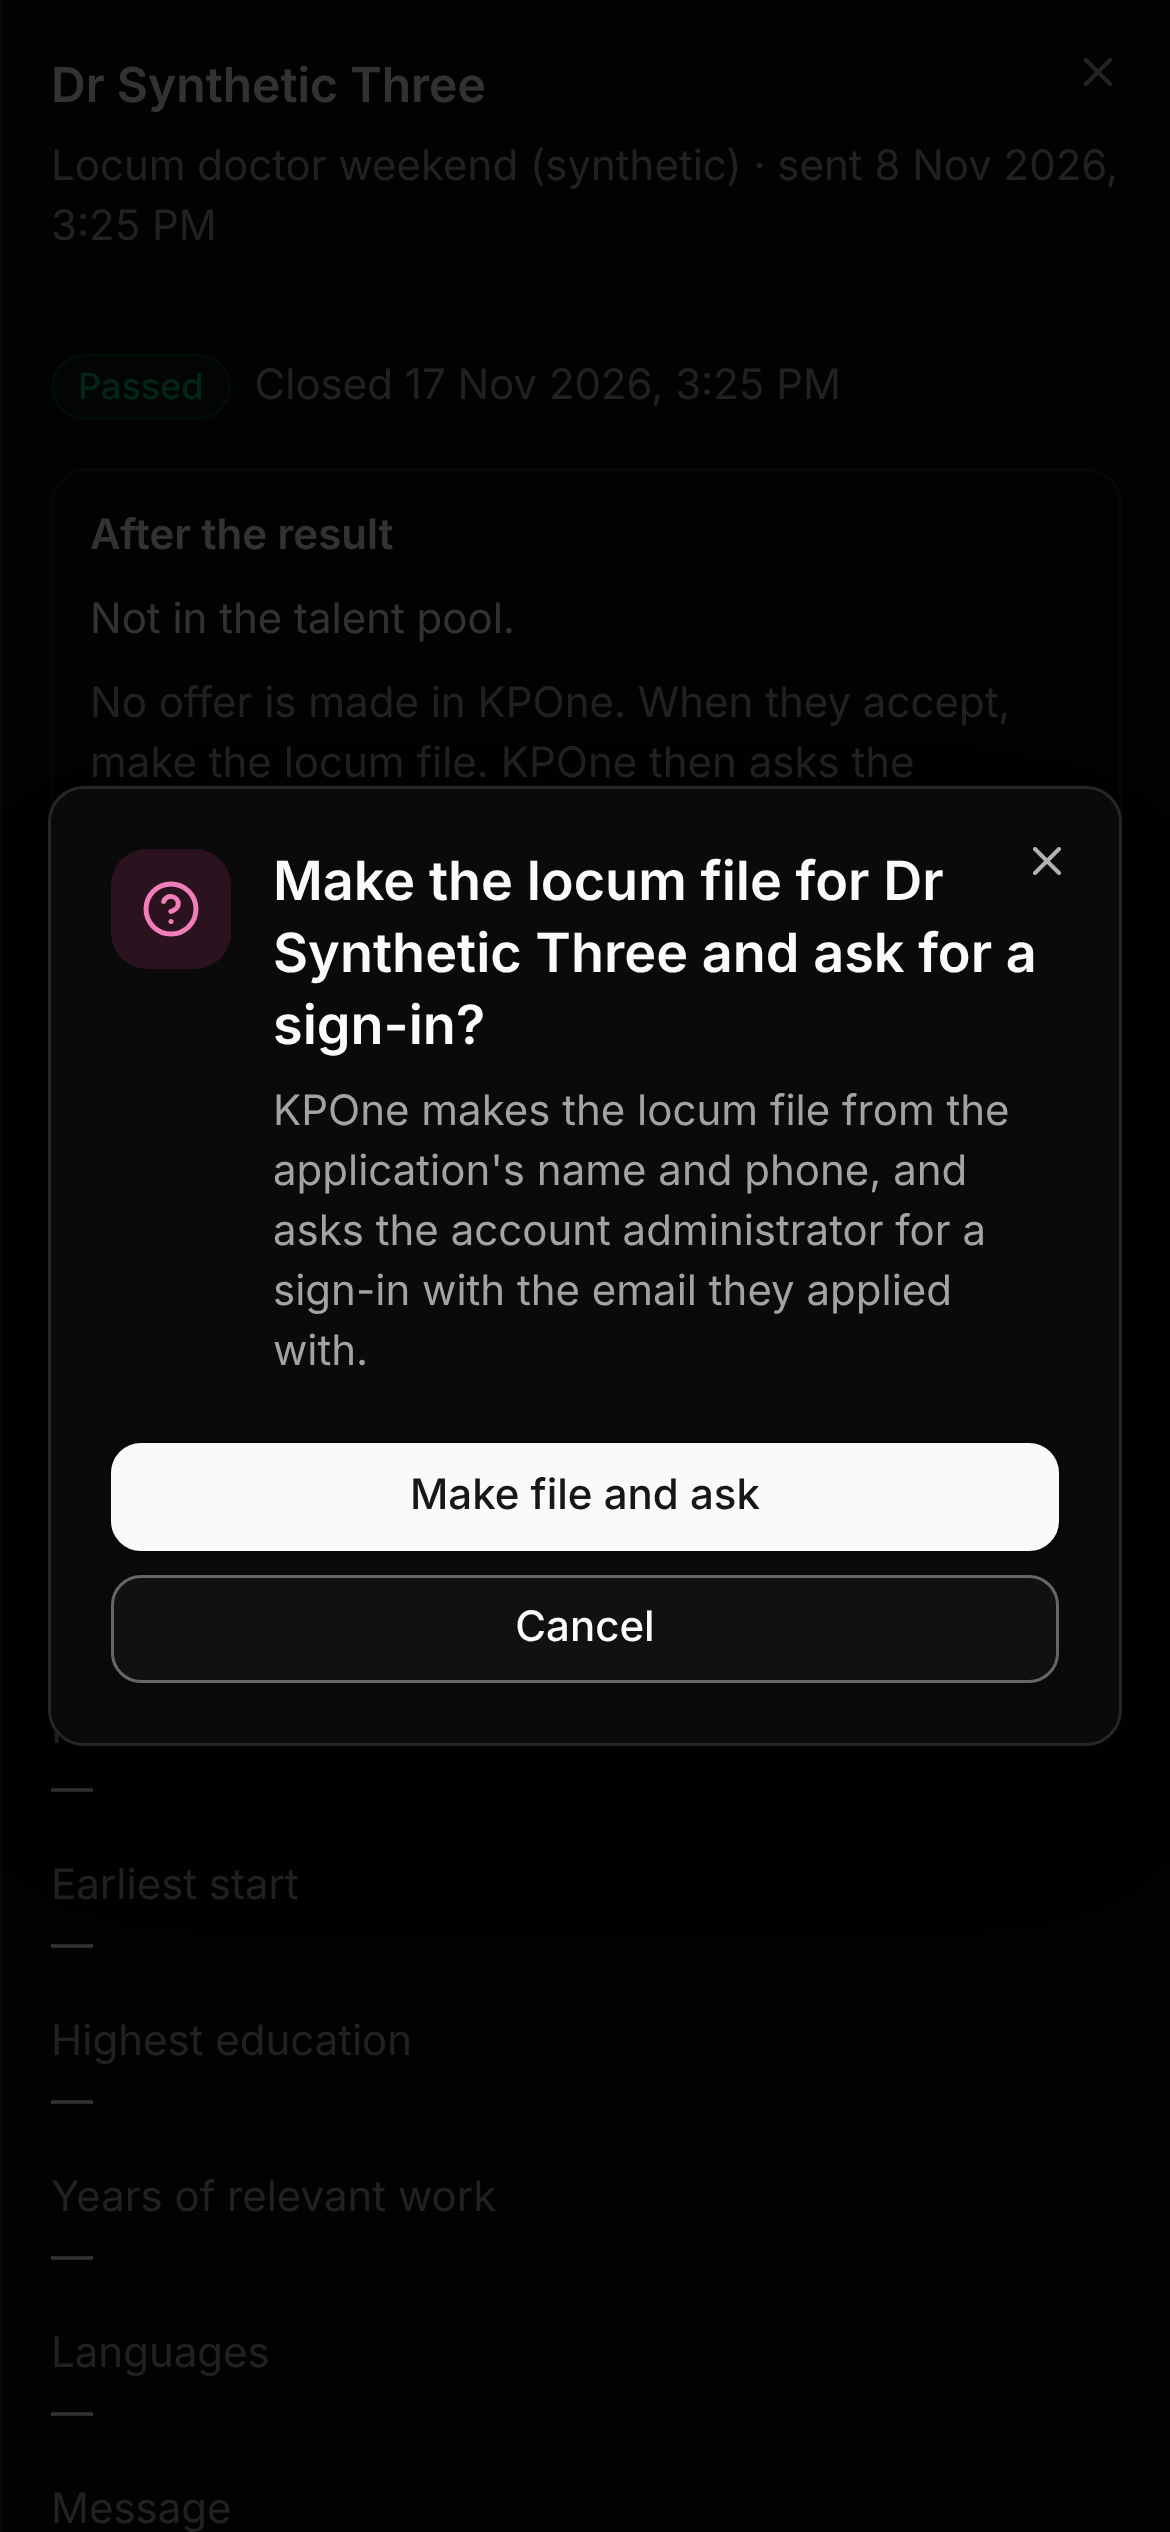 Dr Synthetic Three
Locum doctor weekend (synthetic) · sent 8 Nov 2026,
3:25 PM
Passed
Closed 17 Nov 2026, 3:25 PM
After the result
Not in the talent pool.
No offer is made in KPOne. When they accept,
make the locum file. KPOne then asks the
Make the locum file for Dr
Synthetic Three and ask for a
sign-in?
KPOne makes the locum file from the
application's name and phone, and
asks the account administrator for a
sign-in with the email they applied
with.
Make file and ask
Cancel
—
Earliest start
—
Highest education
—
Years of relevant work
—
Languages
—
Message